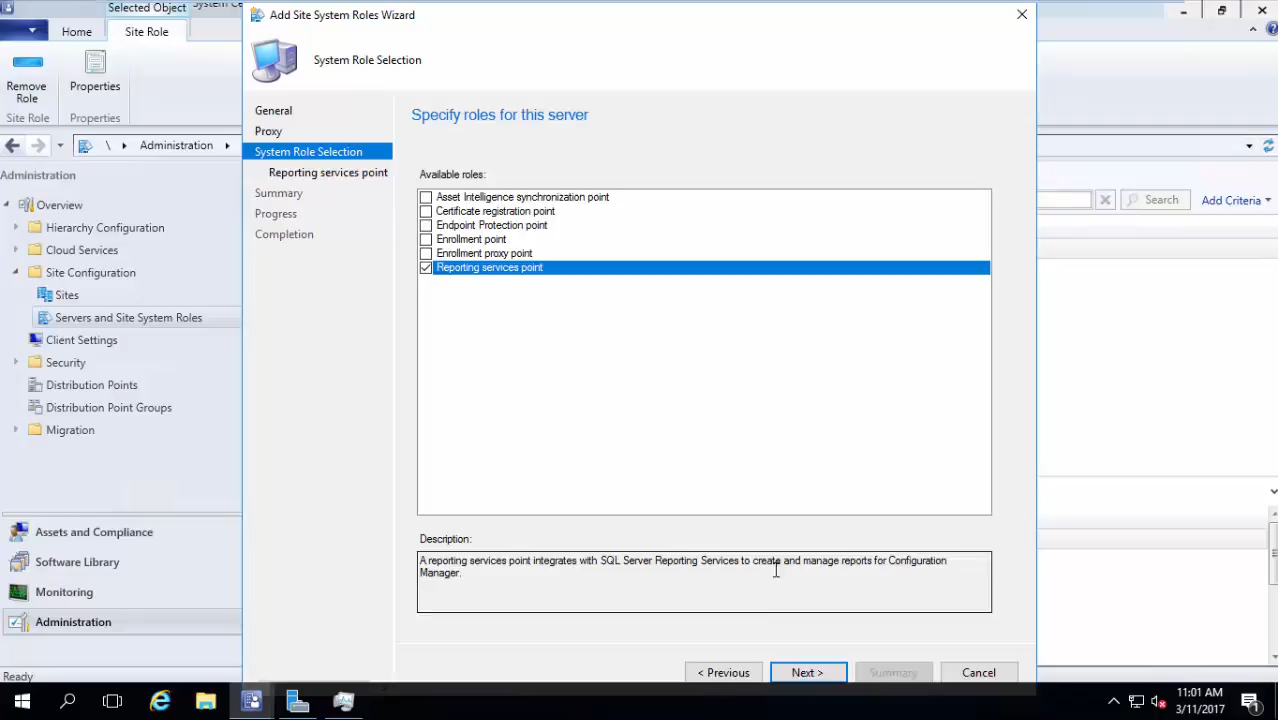 Selected Object
Add Site System Roles Wizard
Home
Site Role
System Role Selection
Remove
Role
Properties
Site Role
Properties
\
Administration
Administration
Overview
Hierarchy Configuration
Cloud Services
Site Configuration
Sites
Servers and Site System Roles
Client Settings
Security
Distribution Points
Distribution Point Groups
Migration
Assets and Compliance
Software Library
Monitoring
Administration
Ready
General
Proxy
System Role Selection
Reporting services point
Summary
Progress
Completion
Specify roles for this server
Available roles:
Asset Intelligence synchronization point
Certificate registration point
Endpoint Protection point
Enrollment point
Enrollment proxy point
Reporting services point
Description:
A reporting services point integrates with SQL Server Reporting Services to create and manage reports for Configuration
Manager.
< Previous
Next >
Summary
Cancel
Search
Add Criteria
11:01 AM
3/11/2017
1